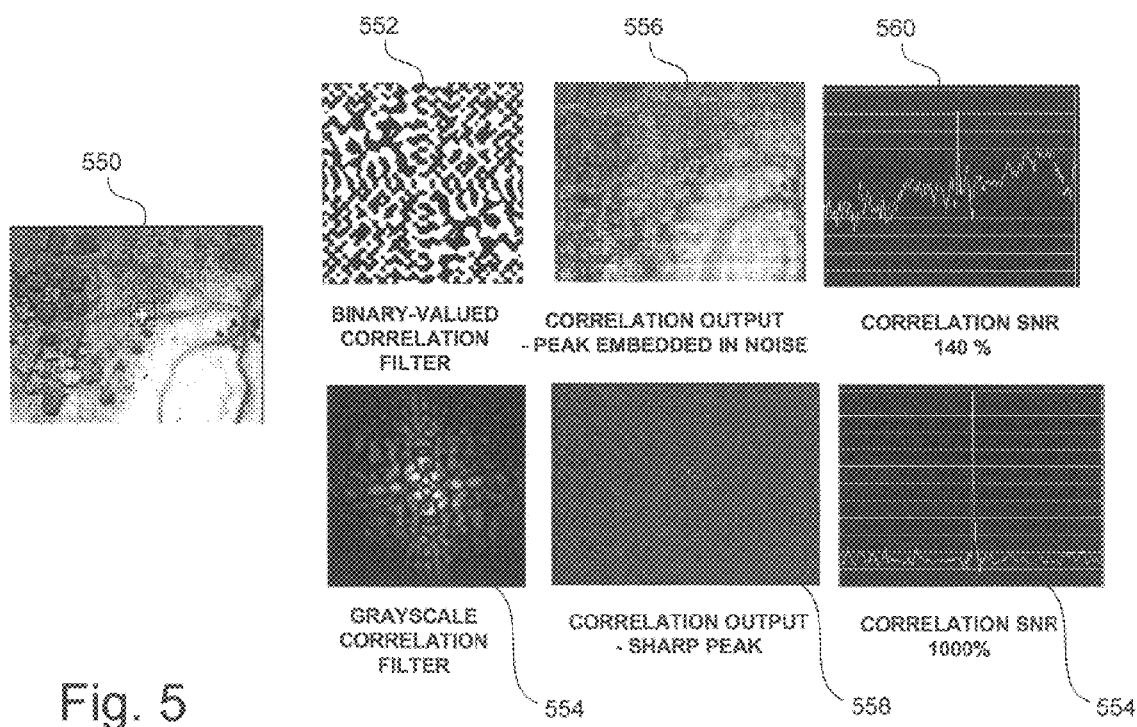 552
556
560
550
BINARY-VALUED
CORRELATION
FILTER
CORRELATION OUTPUT
- PEAK EMBEDDED IN NOISE
CORRELATION SNR
140 %
GRAYSCALE
CORRELATION
FILTER
CORRELATION OUTPUT
- SHARP PEAK
CORRELATION SNR
1000%
554
558
554
Fig. 5